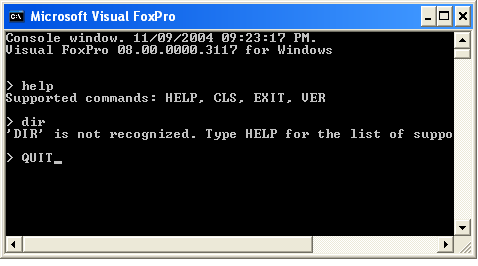 Microsoft Visual FoxPro
Console window. 11/09/2004 09:23:17 PM.
Visual FoxPro 08.00.0000.3117 for Windows
> help
Supported commands: HELP, CLS, EXIT, VER
> dir
'DIR' is not recognized. Type HELP for the list of suppo
> QUIT_